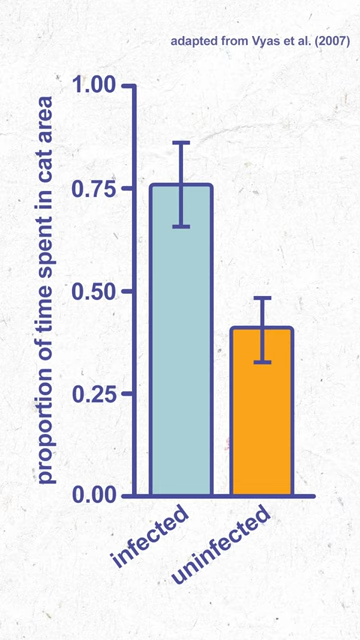 adapted from Vyas et al. (2007)
proportion of time spent in cat area
1.00
0.75
0.50
0.25
0.00
infected
uninfected